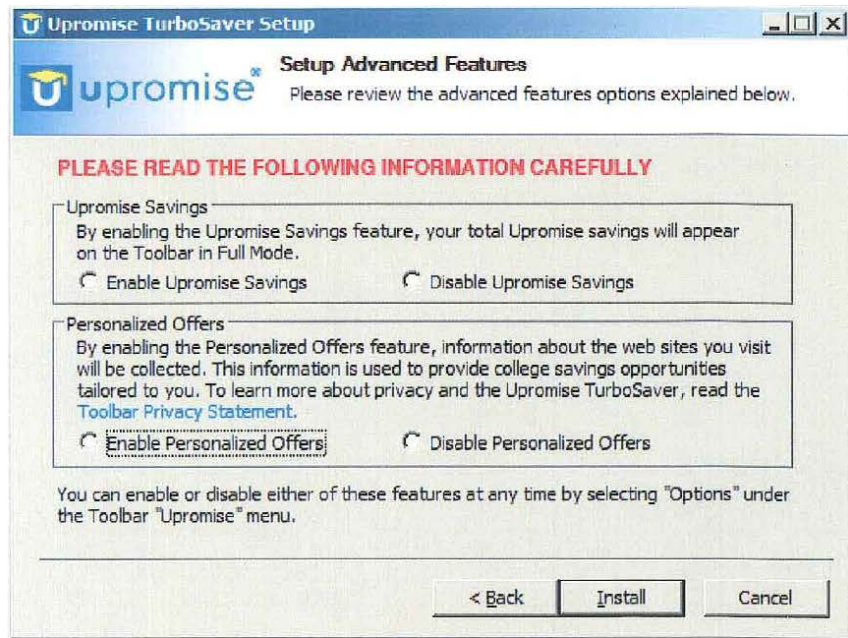 Upromise TurboSaver Setup
upromise®
Setup Advanced Features
Please review the advanced features options explained below.
PLEASE READ THE FOLLOWING INFORMATION CAREFULLY
Upromise Savings
By enabling the Upromise Savings feature, your total Upromise savings will appear
on the Toolbar in Full Mode.
Enable Upromise Savings
Disable Upromise Savings
Personalized Offers
By enabling the Personalized Offers feature, information about the web sites you visit
will be collected. This information is used to provide college savings opportunities
tailored to you. To learn more about privacy and the Upromise TurboSaver, read the
Toolbar Privacy Statement.
Enable Personalized Offers
Disable Personalized Offers
You can enable or disable either of these features at any time by selecting "Options" under
the Toolbar "Upromise" menu.
< Back
Install
Cancel